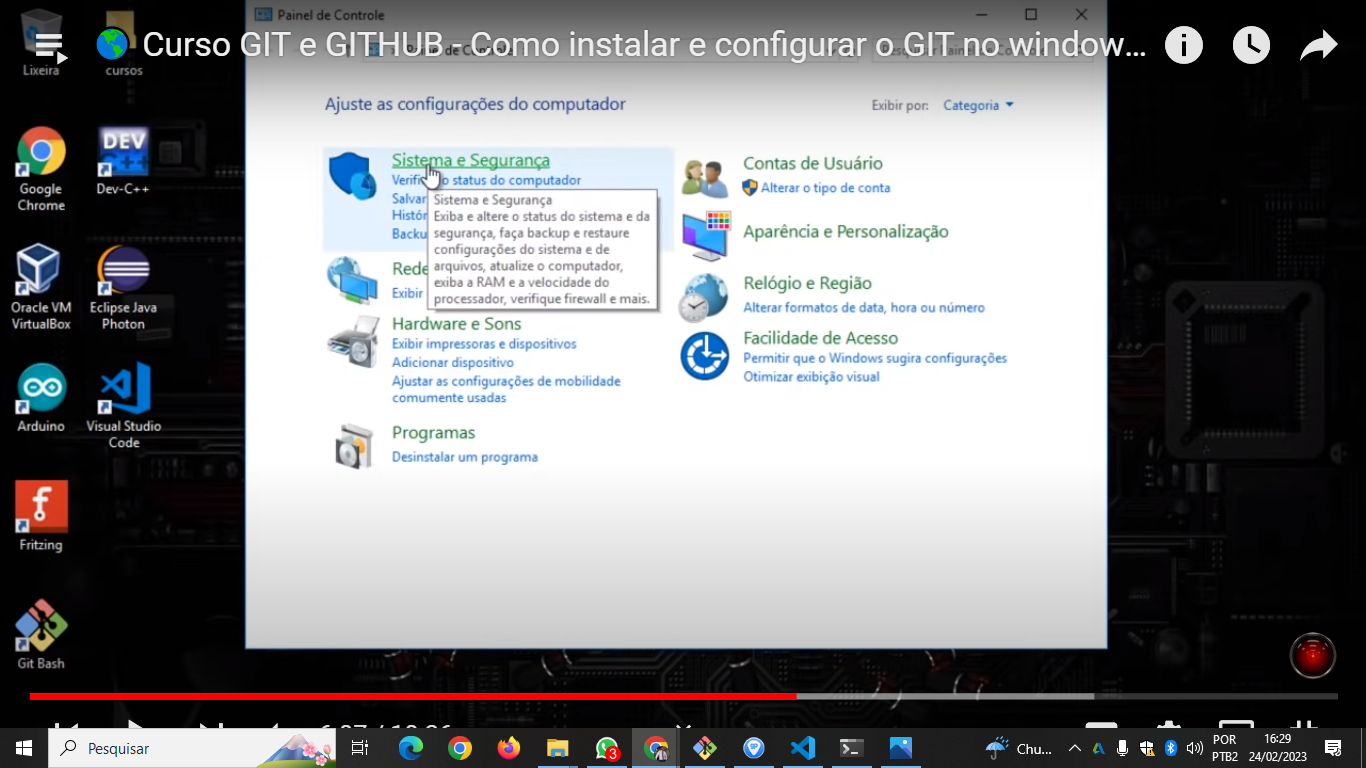 Painel de Controle
Curso GIT e GITHUB - Como instalar e configurar o GIT no window...
Lixeira
cursos
Google
Chrome
Dev-C++
DEV
C++
Oracle VM
VirtualBox
Eclipse Java
Photon
Arduino
Visual Studio
Code
Fritzing
Git Bash
Ajuste as configurações do computador
Exibir por:
Categoria
Sistema e Segurança
o status do computador
Salvar
Sistema e Segurança
Exiba e altere o status do sistema e da
segurança, faça backup e restaure
configurações do sistema e de
arquivos, atualize o computador,
exiba a RAM e a velocidade do
processador, verifique firewall e mais.
Exibir
Hardware e Sons
Exibir impressoras e dispositivos
Adicionar dispositivo
Ajustar as configurações de mobilidade
comumente usadas
Programas
Desinstalar um programa
Contas de Usuário
Alterar o tipo de conta
Aparência e Personalização
Relógio e Região
Alterar formatos de data, hora ou número
Facilidade de Acesso
Permitir que o Windows sugira configurações
Otimizar exibição visual
Pesquisar
3
Chu...
POR
PTB2
16:29
24/02/2023